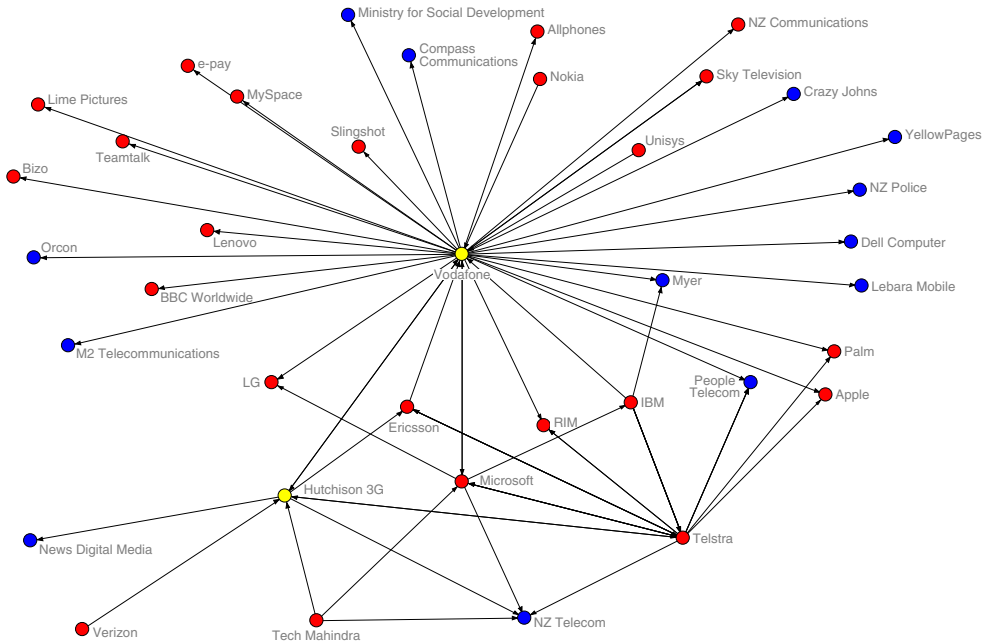 Ministry for Social Development
NZ Communications
Allphones
Compass
Communications
e-pay
Nokia
Sky Television
Crazy Johns
MySpace
Lime Pictures
Slingshot
YellowPages
Unisys
Teamtalk
Bizo
NZ Police
Lenovo
Dell Computer
Orcon
Vodafone
Myer
Lebara Mobile
BBC Worldwide
M2 Telecommunications
Palm
LG
People
Telecom
Apple
IBM
RIM
Ericsson
Microsoft
Hutchison 3G
Telstra
News Digital Media
NZ Telecom
Verizon
Tech Mahindra